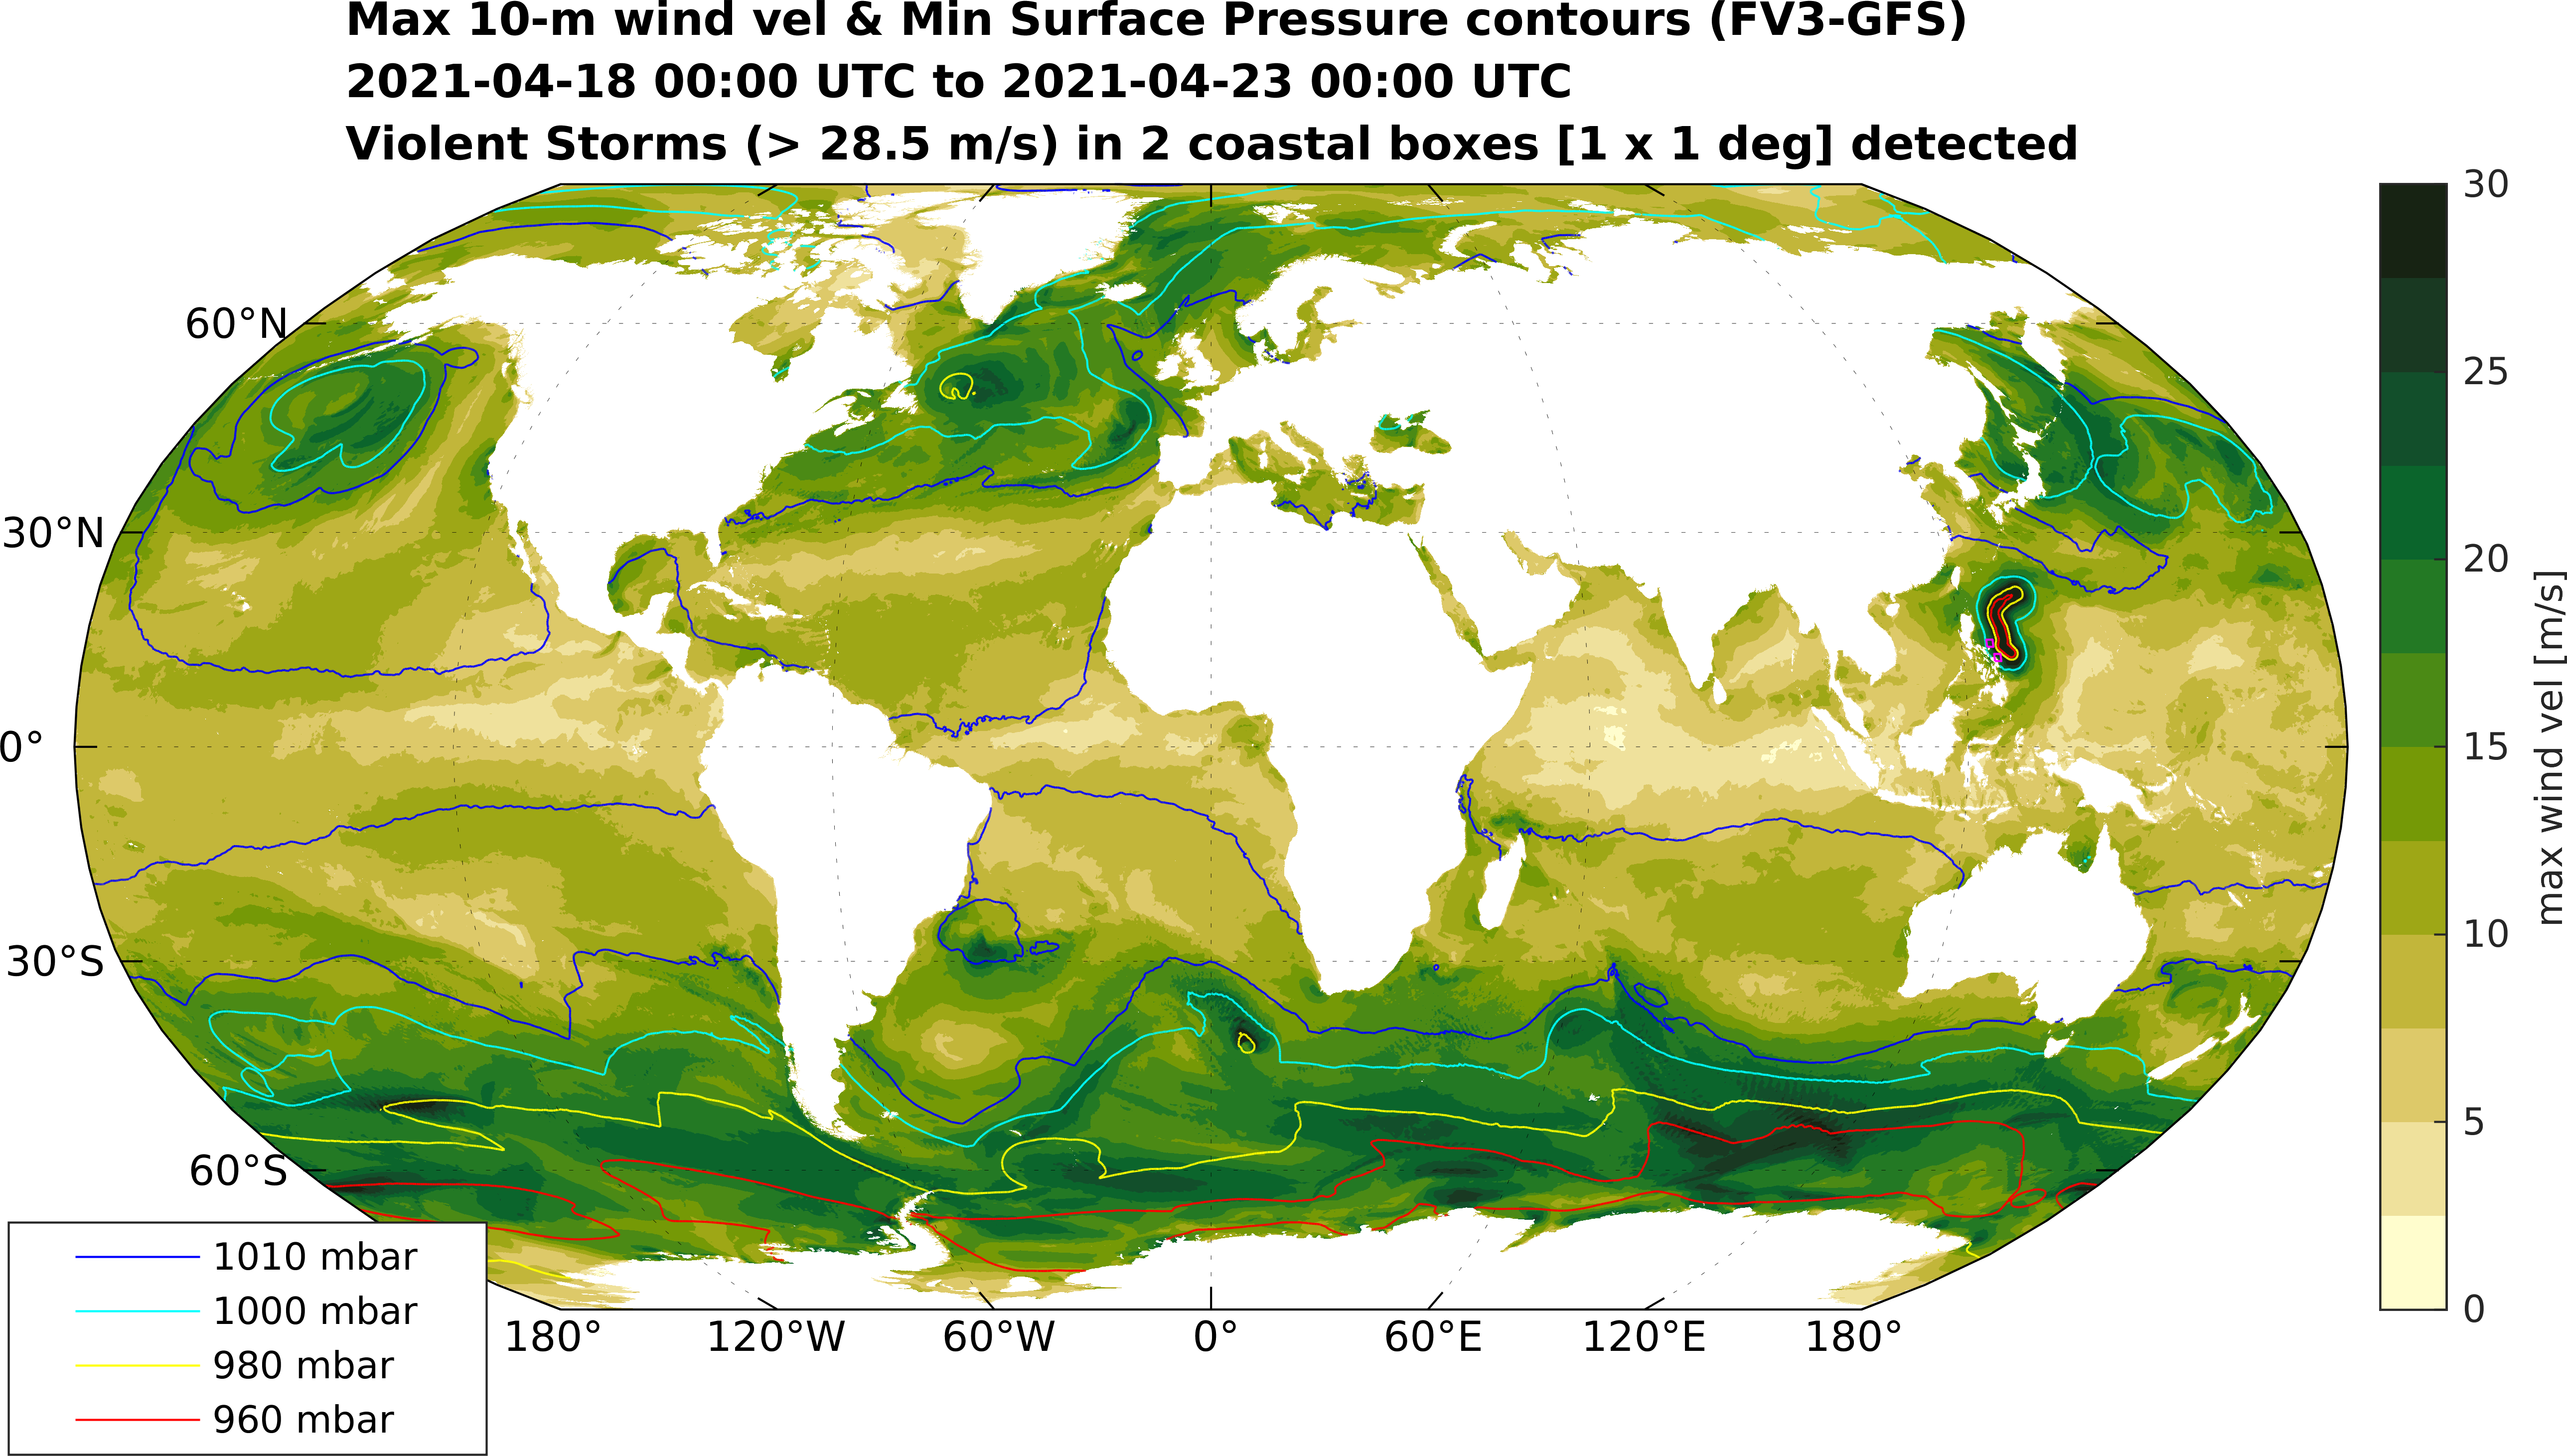 Max 10-m wind vel & Min Surface Pressure contours (FV3-GFS)
2021-04-18 00:00 UTC to 2021-04-23 00:00 UTC
Violent Storms (> 28.5 m/s) in 2 coastal boxes [1 x 1 deg] detected
60°N
30°N
0°
30°S
60°S
180°
120°W
60°W
0°
60°E
120°E
180°
1010 mbar
1000 mbar
980 mbar
960 mbar
30
25
20
15
10
5
0
max wind vel [m/s]